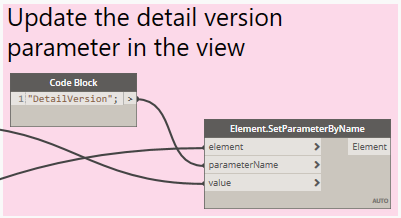 Update the detail version
parameter in the view
Code Block
1 "DetailVersion"; >
Element.SetParameterByName
element > Element
parameterName >
value >
AUTO